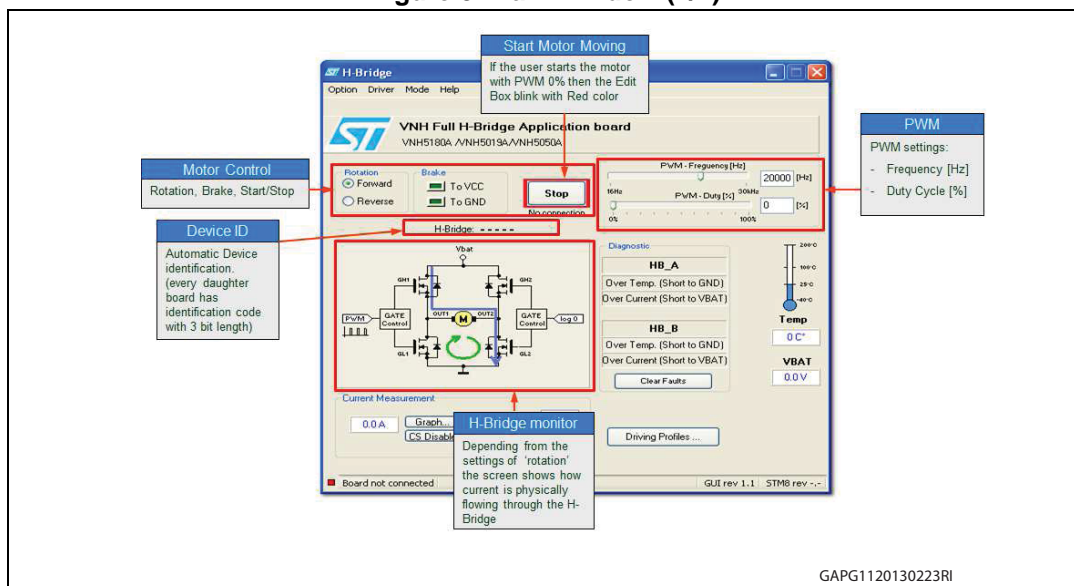 Start Motor Moving
If the user starts the motor
with PWM 0% then the Edit
Box blink with Red color
H-Bridge
Option Driver Mode Help
VNH Full H-Bridge Application board
VNH5180A /VNH5019A/VNH5050A
Motor Control
Rotation, Brake, Start/Stop
Rotation
Forward
Reverse
Brake
To VCC
To GND
Stop
No connection
PWM - Frequency [Hz]
20000 [Hz]
16Hz
30kHz
PWM - Duty [%]
0 [%]
0%
100%
PWM
PWM settings:
- Frequency [Hz]
- Duty Cycle [%]
Device ID
Automatic Device
identification.
(every daughter
board has
identification code
with 3 bit length)
H-Bridge: - - - - -
Vbat
GH1
GH2
PWM
GATE
Control
OUT1
M
OUT2
GATE
Control
log 0
GL1
GL2
Diagnostic
HB_A
Over Temp. (Short to GND)
Over Current (Short to VBAT)
HB_B
Over Temp. (Short to GND)
Over Current (Short to VBAT)
Clear Faults
200°C
100°C
25°C
-40°C
Temp
0 C°
VBAT
0.0 V
Current Measurement
0.0 A
Graph...
CS Disable
H-Bridge monitor
Depending from the
settings of 'rotation'
the screen shows how
current is physically
flowing through the H-
Bridge
Driving Profiles ...
Board not connected
GUI rev 1.1
STM8 rev -.-
GAPG1120130223RI